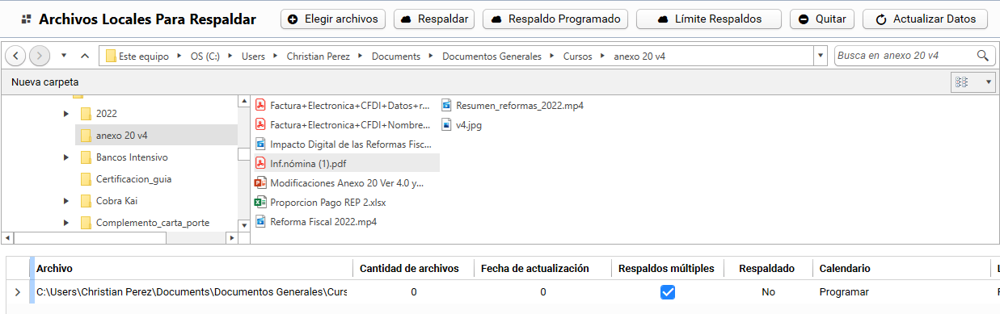 Archivos Locales Para Respaldar
Elegir archivos
Respaldar
Respaldo Programado
Límite Respaldos
Quitar
Actualizar Datos
Este equipo
OS (C:)
Users
Christian Perez
Documents
Documentos Generales
Cursos
anexo 20 v4
Busca en anexo 20 v4
Nueva carpeta
2022
anexo 20 v4
Bancos Intensivo
Certificacion_guia
Cobra Kai
Complemento_carta_porte
Factura+Electronica+CFDI+Datos+r...
Factura+Electronica+CFDI+Nombre...
Impacto Digital de las Reformas Fisc...
Inf.nómina (1).pdf
Modificaciones Anexo 20 Ver 4.0 y...
Proporcion Pago REP 2.xlsx
Reforma Fiscal 2022.mp4
Resumen_reformas_2022.mp4
v4.jpg
Archivo Cantidad de archivos Fecha de actualización Respaldos múltiples Respaldado Calendario
C:\Users\Christian Perez\Documents\Documentos Generales\Curs 0 0 No Programar